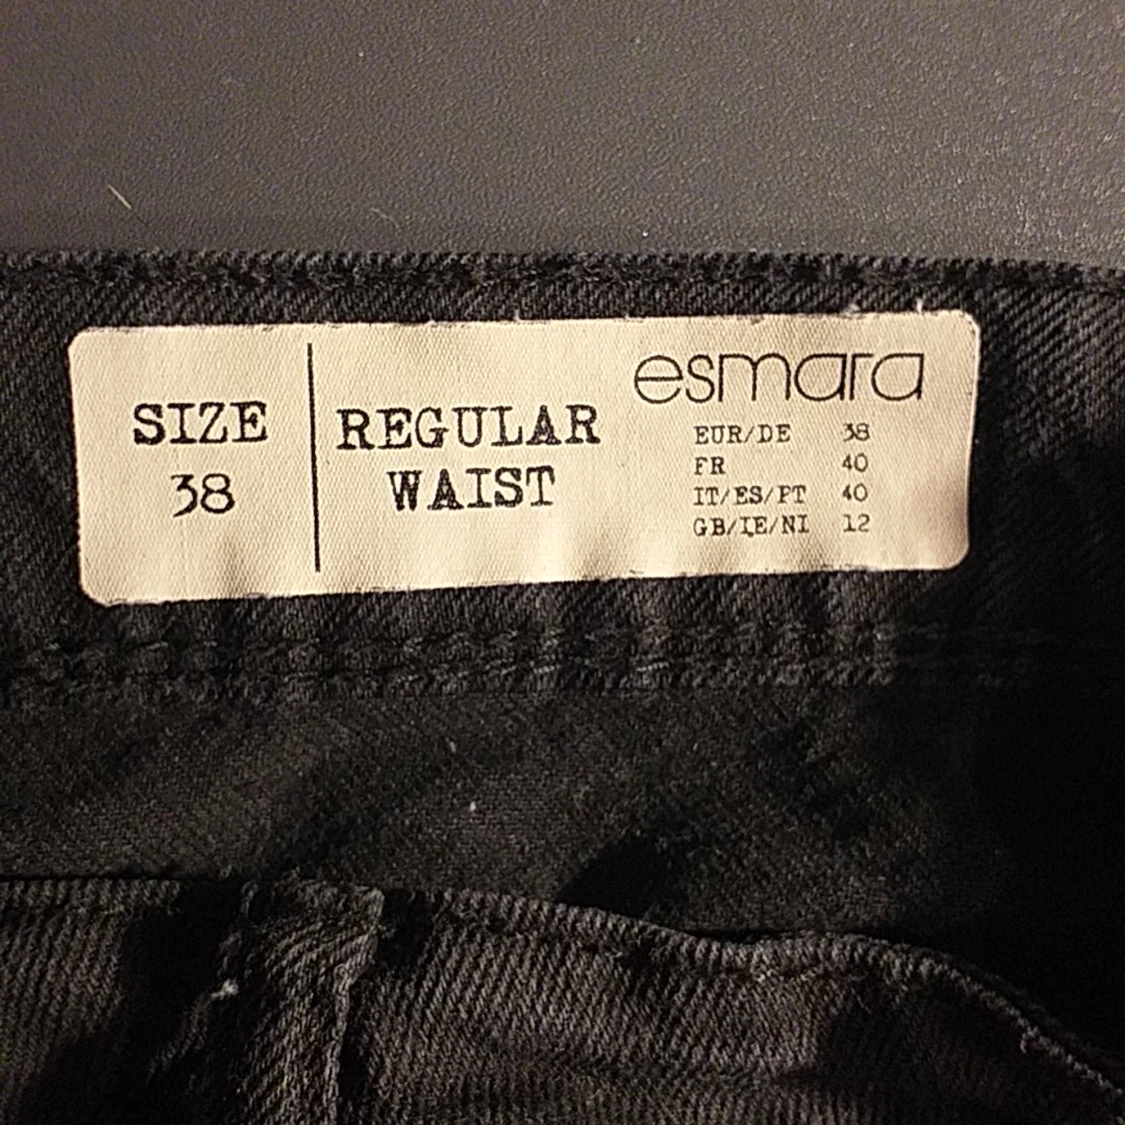 SIZE
38
REGULAR
WAIST
esmara
EUR/DE 38
FR 40
IT/ES/PT 40
GB/IE/NI 12